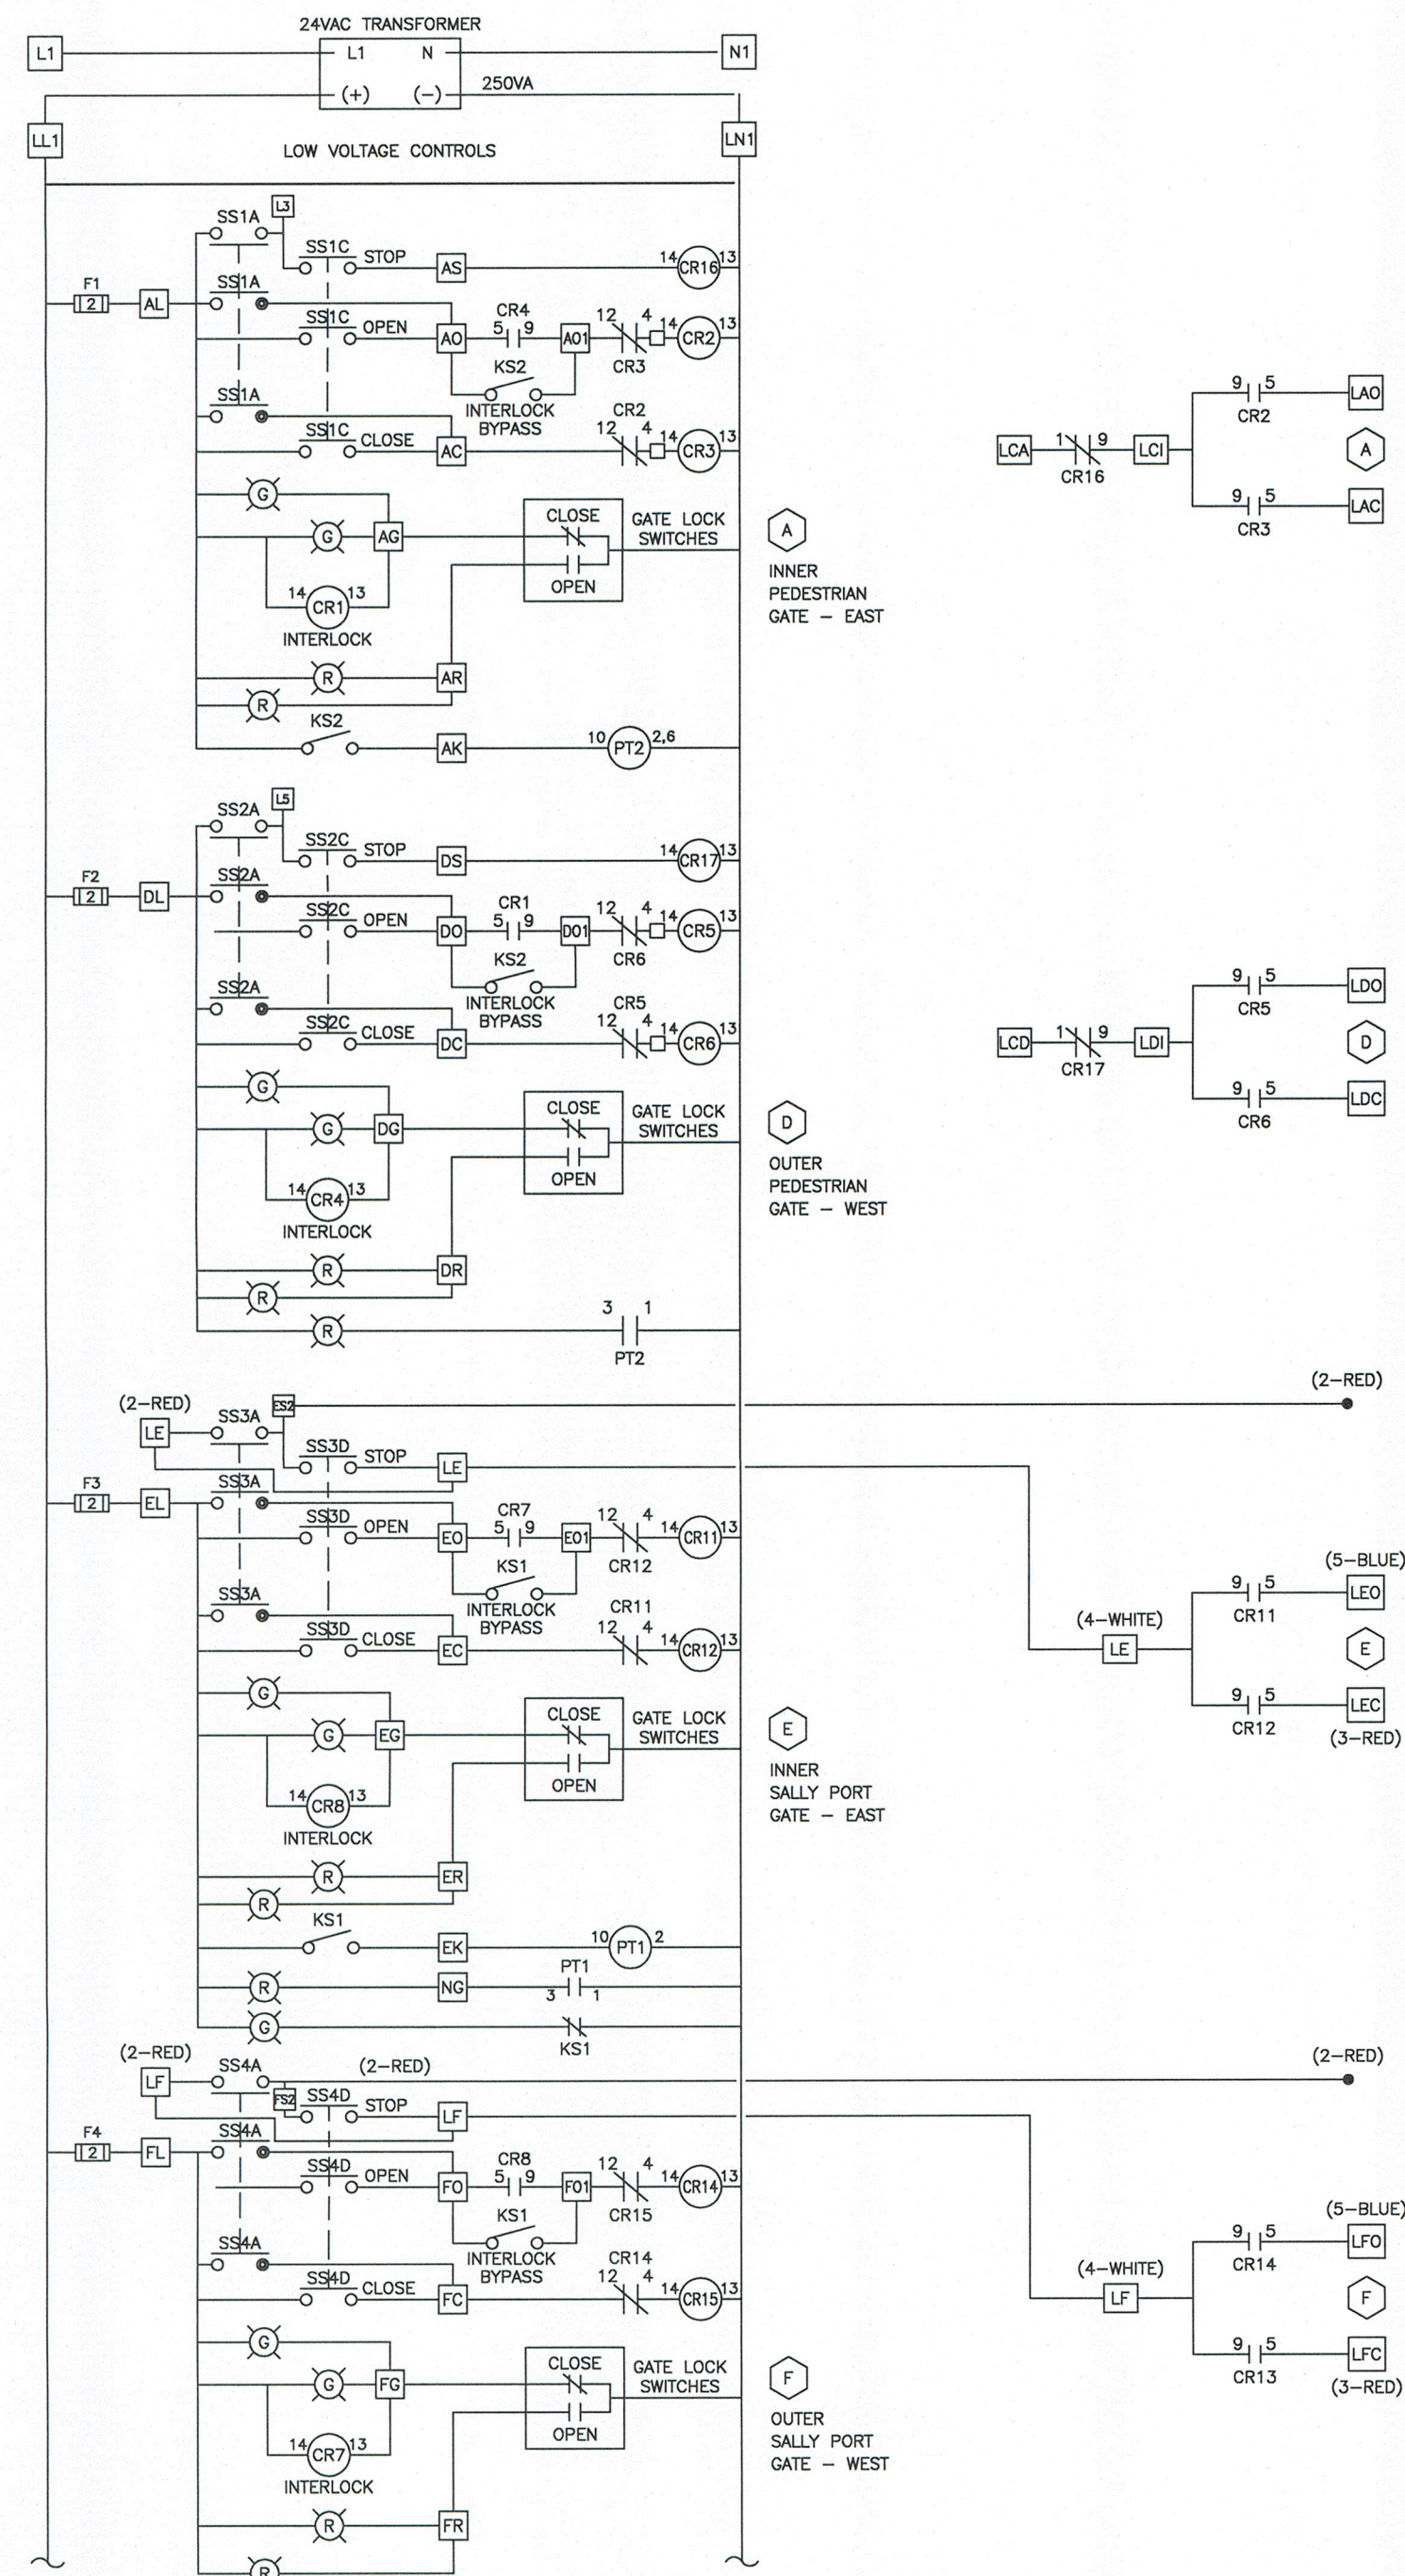 24VAC TRANSFORMER
L1 L1 N N1
(+) (-) 250VA
LL1 LN1
LOW VOLTAGE CONTROLS
L3
SS1A
SS1C STOP AS 14 CR16 13
F1
2 AL SS1A
SS1C OPEN AO CR4 5 9 AO1 12 4 CR3 14 CR2 13
KS2
INTERLOCK
BYPASS
SS1A
SS1C CLOSE AC CR2 12 4 14 CR3 13
9 5 LAO
CR2
LCA 1 9 LCI A
CR16
9 5 LAC
CR3
G
G AG CLOSE GATE LOCK
SWITCHES
OPEN
14 CR1 13
INTERLOCK
A
INNER
PEDESTRIAN
GATE - EAST
R AR
R
KS2
AK 10 PT2 2,6
L5
SS2A
SS2C STOP DS 14 CR17 13
F2
2 DL SS2A
SS2C OPEN DO CR1 5 9 DO1 12 4 CR6 14 CR5 13
KS2
INTERLOCK
BYPASS
SS2A
SS2C CLOSE DC CR5 12 4 14 CR6 13
9 5 LDO
CR5
LCD 1 9 LDI D
CR17
9 5 LDC
CR6
G
G DG CLOSE GATE LOCK
SWITCHES
OPEN
14 CR4 13
INTERLOCK
D
OUTER
PEDESTRIAN
GATE - WEST
R DR
R
R 3 1
PT2
(2-RED) ES2 (2-RED)
LE SS3A
SS3D STOP LE
F3
2 EL SS3A
SS3D OPEN EO CR7 5 9 EO1 12 4 CR12 14 CR11 13
KS1
INTERLOCK
BYPASS
SS3A
SS3D CLOSE EC CR11 12 4 14 CR12 13
(5-BLUE)
9 5 LEO
CR11
(4-WHITE)
LE E
9 5 LEC
CR12
(3-RED)
G
G EG CLOSE GATE LOCK
SWITCHES
OPEN
14 CR8 13
INTERLOCK
E
INNER
SALLY PORT
GATE - EAST
R ER
R
KS1
EK 10 PT1 2
R NG PT1
3 1
G KS1
(2-RED) SS4A (2-RED) (2-RED)
LF
FS2 SS4D STOP LF
F4
2 FL SS4A
SS4D OPEN FO CR8 5 9 FO1 12 4 CR15 14 CR14 13
KS1
INTERLOCK
BYPASS
SS4A
SS4D CLOSE FC CR14 12 4 14 CR15 13
(5-BLUE)
9 5 LFO
CR14
(4-WHITE)
LF F
9 5 LFC
CR13
(3-RED)
G
G FG CLOSE GATE LOCK
SWITCHES
OPEN
14 CR7 13
INTERLOCK
F
OUTER
SALLY PORT
GATE - WEST
R FR
R